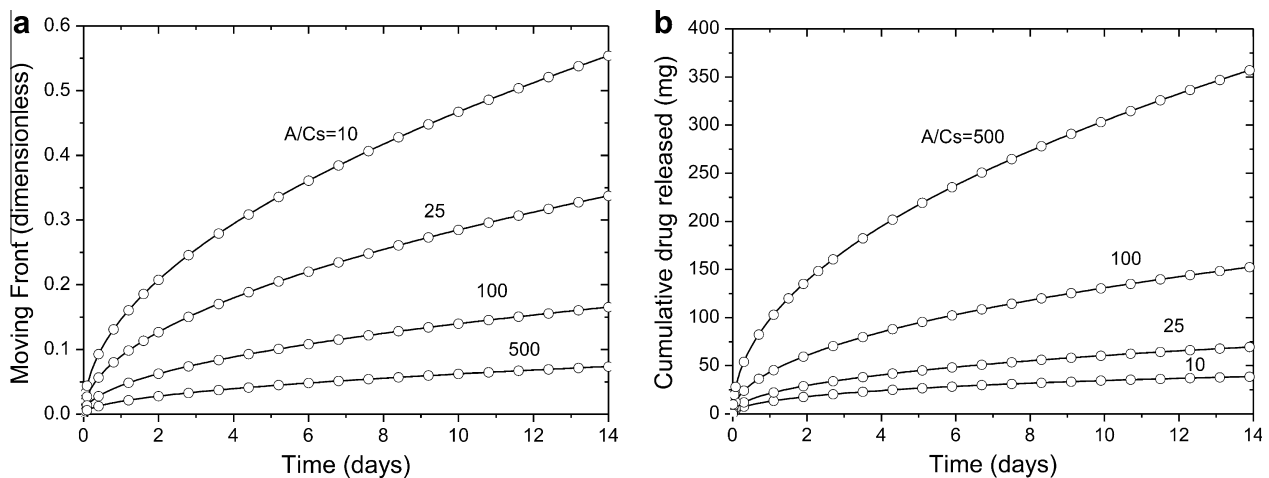 a
Moving Front (dimensionless)
0.6
0.5
0.4
0.3
0.2
0.1
0.0
A/Cs=10
25
100
500
0 2 4 6 8 10 12 14
Time (days)
b
Cumulative drug released (mg)
400
350
300
250
200
150
100
50
0
A/Cs=500
100
25
10
0 2 4 6 8 10 12 14
Time (days)